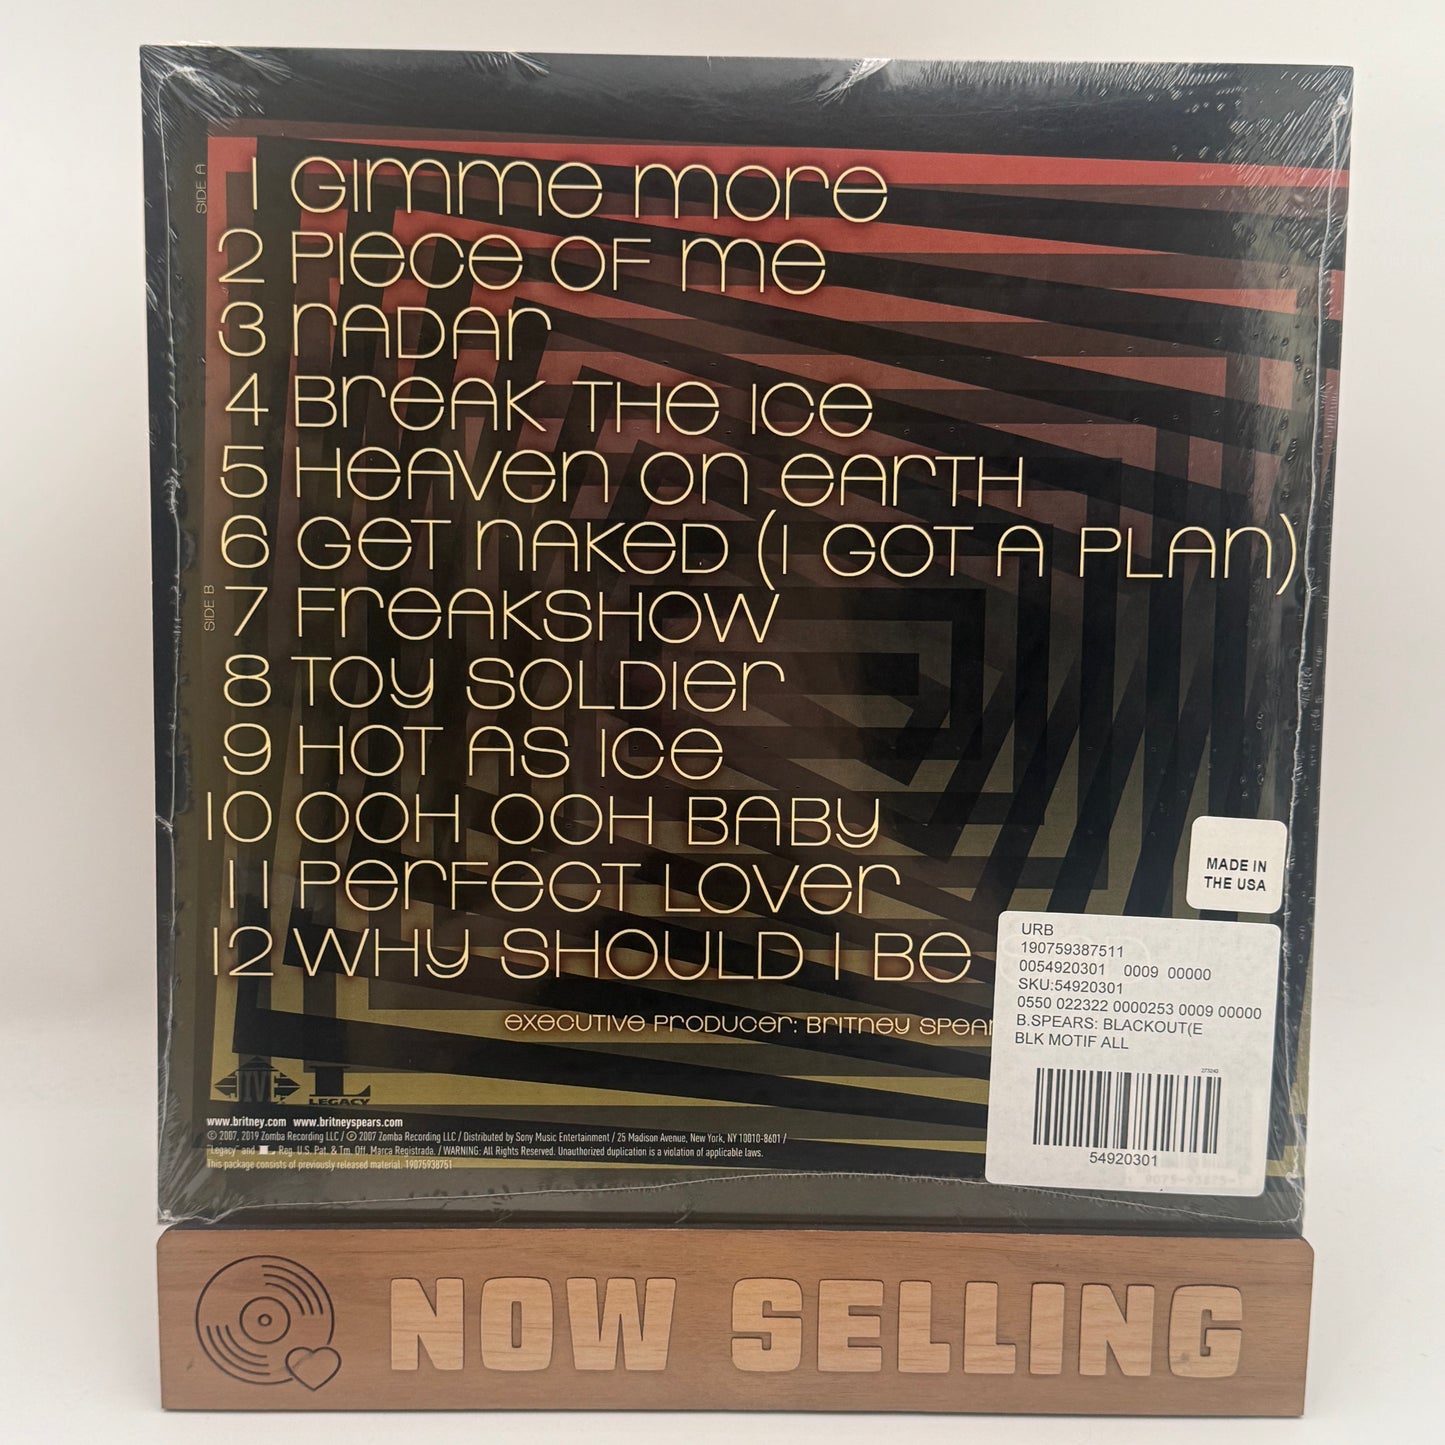 SIDE A
1 Gimme More
2 Piece of Me
3 Radar
4 Break the Ice
5 Heaven on Earth
6 Get Naked (I Got a Plan)
SIDE B
7 Freakshow
8 Toy Soldier
9 Hot as Ice
10 Ooh Ooh Baby
11 Perfect Lover
12 Why Should I Be
Executive Producer: Britney Spear
JIVE
L
LEGACY
www.britney.com www.britneyspears.com
© 2007, 2019 Zomba Recording LLC / ℗ 2007 Zomba Recording LLC / Distributed by Sony Music Entertainment / 25 Madison Avenue, New York, NY 10010-8601 /
"Legacy" and Reg. U.S. Pat. & Tm. Off. Marca Registrada. / WARNING: All Rights Reserved. Unauthorized duplication is a violation of applicable laws.
This package consists of previously released material. 19075938751
MADE IN
THE USA
URB
190759387511
0054920301 0009 00000
SKU:54920301
0550 022322 0000253 0009 00000
B.SPEARS: BLACKOUT(E
BLK MOTIF ALL
273243
54920301
NOW SELLING